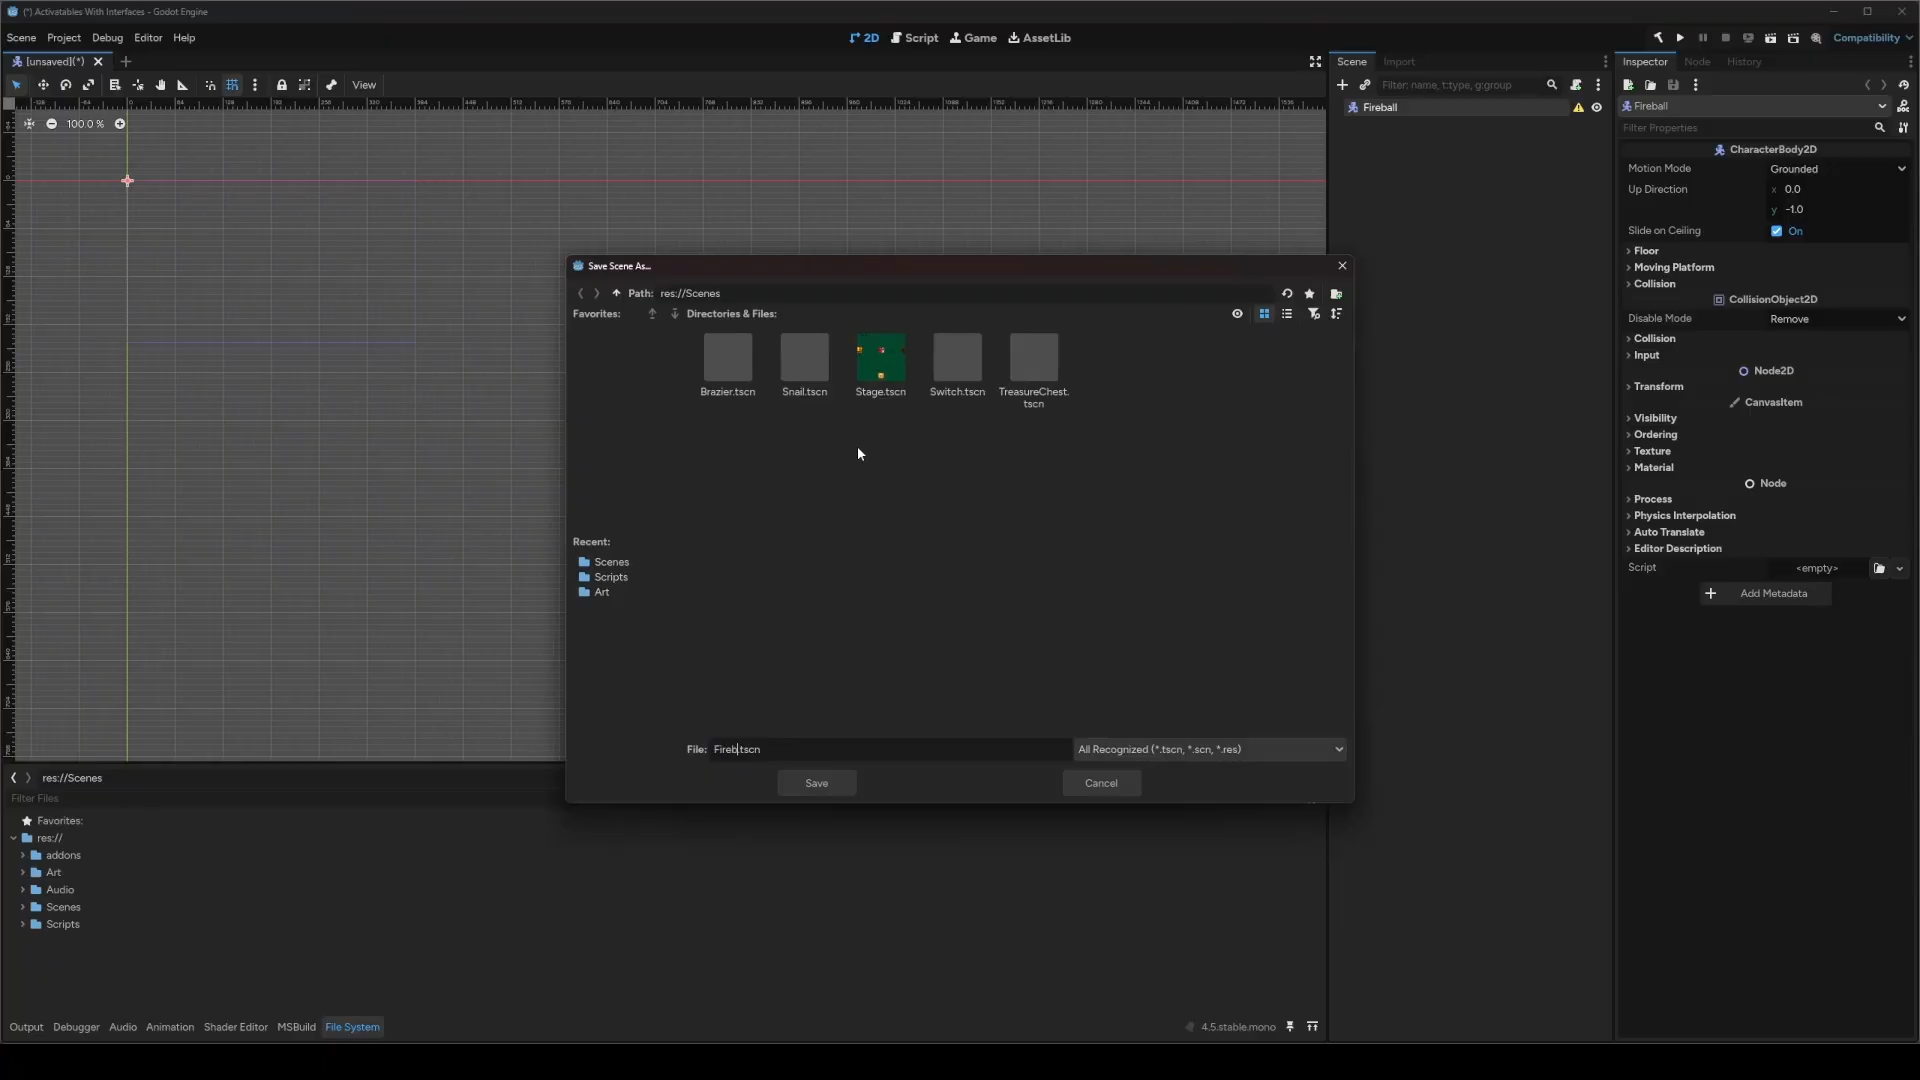 (*) Activatables With Interfaces - Godot Engine
Scene Project Debug Editor Help
2D Script Game AssetLib
Compatibility
[unsaved](*)
View
100.0 %
Scene Import
Filter: name, t:type, g:group
Fireball
Inspector Node History
Fireball
Filter Properties
CharacterBody2D
Motion Mode Grounded
Up Direction x 0.0
y -1.0
Slide on Ceiling On
Floor
Moving Platform
Collision
CollisionObject2D
Disable Mode Remove
Collision
Input
Node2D
Transform
CanvasItem
Visibility
Ordering
Texture
Material
Node
Process
Physics Interpolation
Auto Translate
Editor Description
Script <empty>
Add Metadata
Save Scene As...
Path: res://Scenes
Favorites: Directories & Files:
Brazier.tscn Snail.tscn Stage.tscn Switch.tscn TreasureChest.
tscn
Recent:
Scenes
Scripts
Art
File: Fireb.tscn All Recognized (*.tscn, *.scn, *.res)
Save Cancel
res://Scenes
Filter Files
Favorites:
res://
addons
Art
Audio
Scenes
Scripts
Output Debugger Audio Animation Shader Editor MSBuild File System
4.5.stable.mono